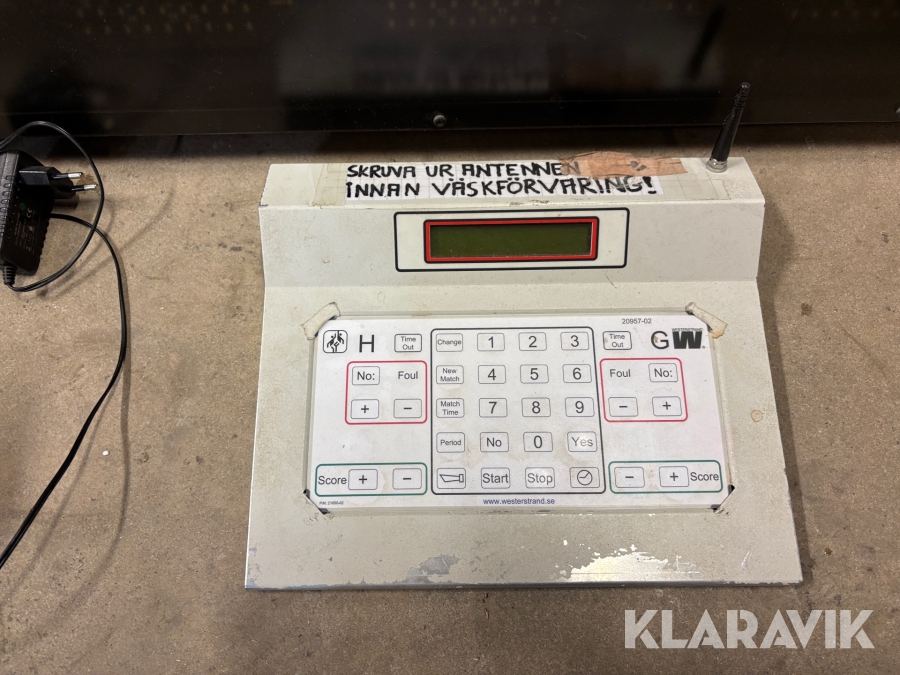 SKRUVA UR ANTENNEN
INNAN VÄSKFÖRVARING!
20957-02
H Time Out Change 1 2 3 Time Out G WESTERSTRAND W
No: Foul New Match 4 5 6 Foul No:
+ − Match Time 7 8 9 − +
Period No 0 Yes
Score + − Start Stop − + Score
www.westerstrand.se
KLARAVIK